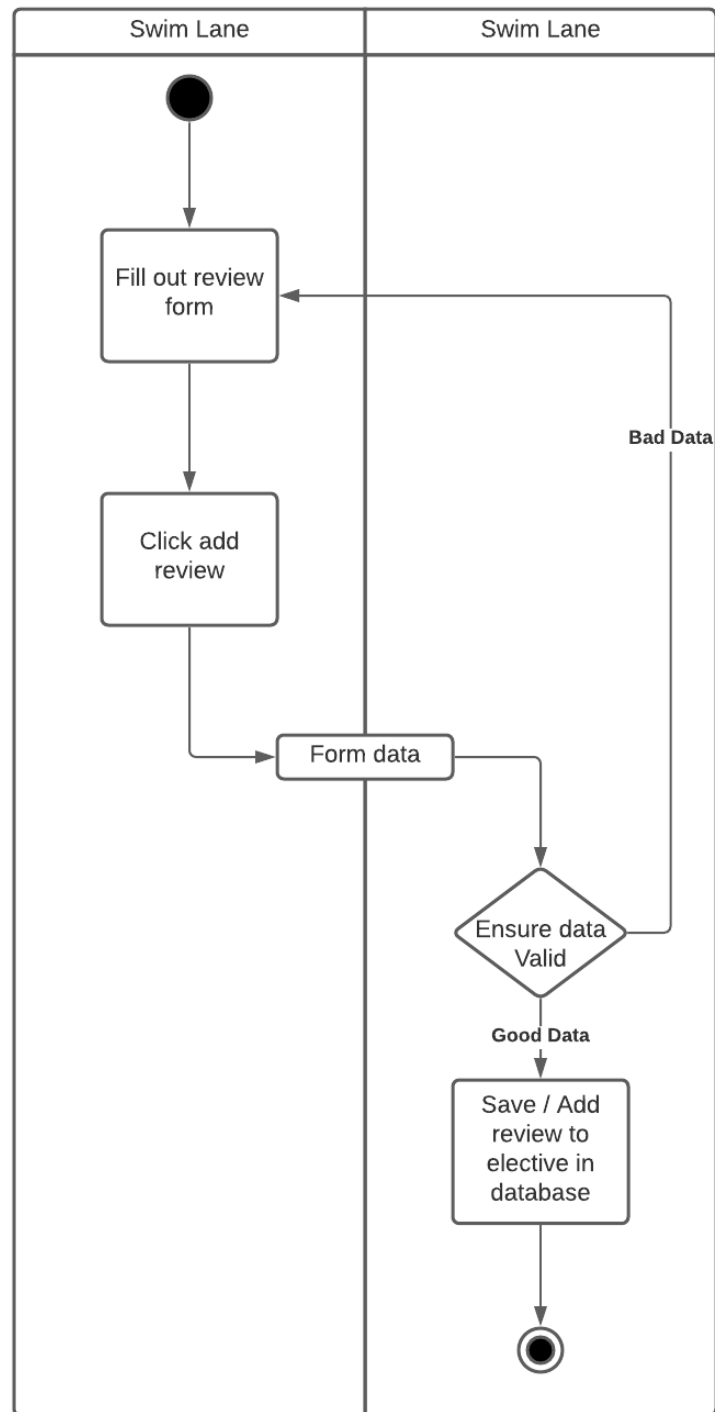 Swim Lane
Swim Lane
Fill out review
form
Bad Data
Click add
review
Form data
Ensure data
Valid
Good Data
Save / Add
review to
elective in
database